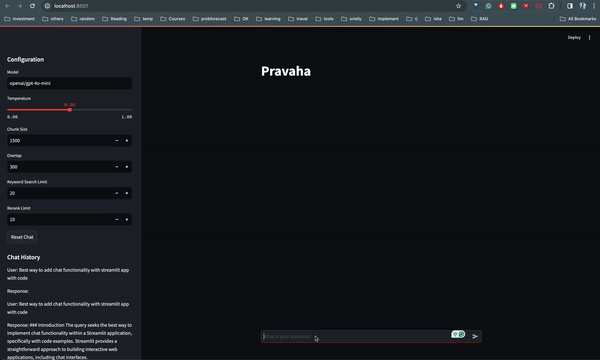 localhost:8501
Investment
others
random
Reading
temp
Courses
probforecast
DK
learning
travel
tools
orielly
implement
rj
isha
llm
RAG
All Bookmarks
Deploy
Configuration
Model
openai/gpt-4o-mini
Temperature
0.00 1.00
Chunk Size
1500
Overlap
300
Keyword Search Limit
20
Rerank Limit
10
Reset Chat
Chat History
User: Best way to add chat functionality with streamlit app
with code
Response:
User: Best way to add chat functionality with streamlit app
with code
Response: ### Introduction The query seeks the best way to
implement chat functionality within a Streamlit application,
specifically with code examples. Streamlit provides a
straightforward approach to building interactive web
applications, including chat interfaces.
Pravaha
What is your question?